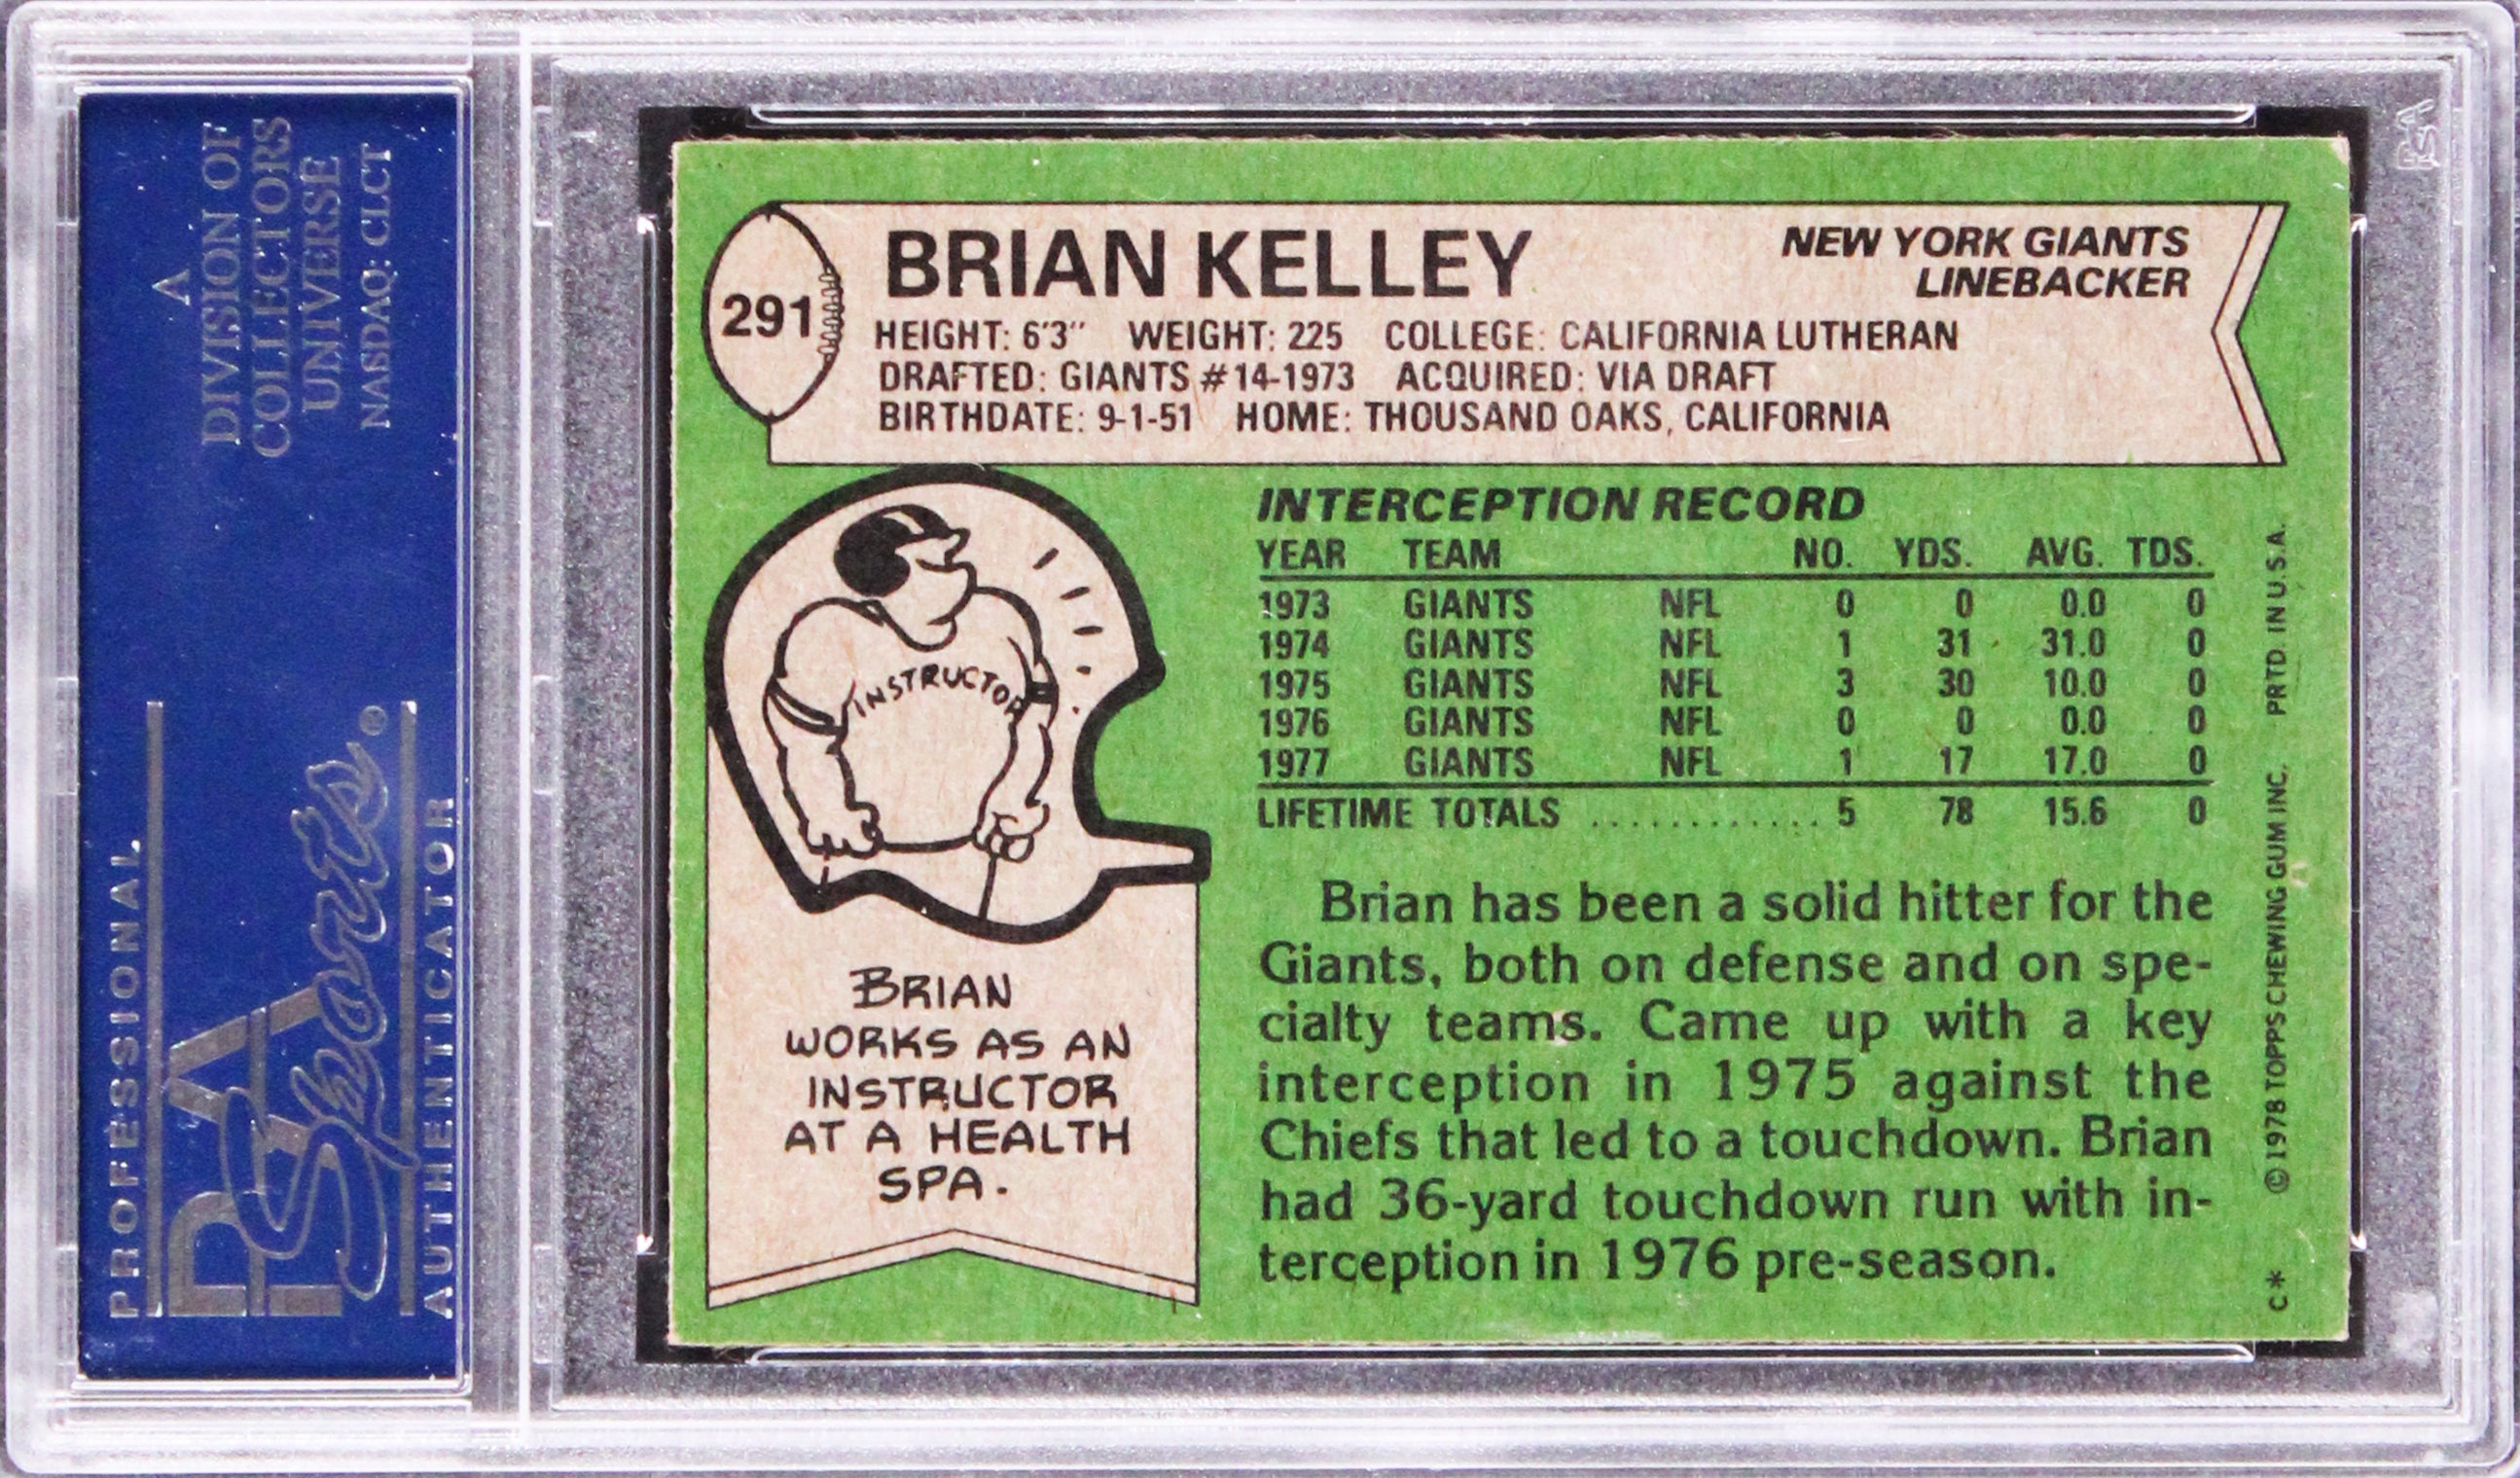 A
DIVISION OF
COLLECTORS
UNIVERSE
NASDAQ: CLCT
PROFESSIONAL
PSA
Sports®
AUTHENTICATOR
PSA
291
BRIAN KELLEY
NEW YORK GIANTS
LINEBACKER
HEIGHT: 6'3" WEIGHT: 225 COLLEGE: CALIFORNIA LUTHERAN
DRAFTED: GIANTS #14-1973 ACQUIRED: VIA DRAFT
BIRTHDATE: 9-1-51 HOME: THOUSAND OAKS, CALIFORNIA
INSTRUCTOR
BRIAN
WORKS AS AN
INSTRUCTOR
AT A HEALTH
SPA.
INTERCEPTION RECORD
YEAR TEAM NO. YDS. AVG. TDS.
1973 GIANTS NFL 0 0 0.0 0
1974 GIANTS NFL 1 31 31.0 0
1975 GIANTS NFL 3 30 10.0 0
1976 GIANTS NFL 0 0 0.0 0
1977 GIANTS NFL 1 17 17.0 0
LIFETIME TOTALS ............. 5 78 15.6 0
Brian has been a solid hitter for the
Giants, both on defense and on spe-
cialty teams. Came up with a key
interception in 1975 against the
Chiefs that led to a touchdown. Brian
had 36-yard touchdown run with in-
terception in 1976 pre-season.
C* ©1978 TOPPS CHEWING GUM INC. PRTD. IN U.S.A.